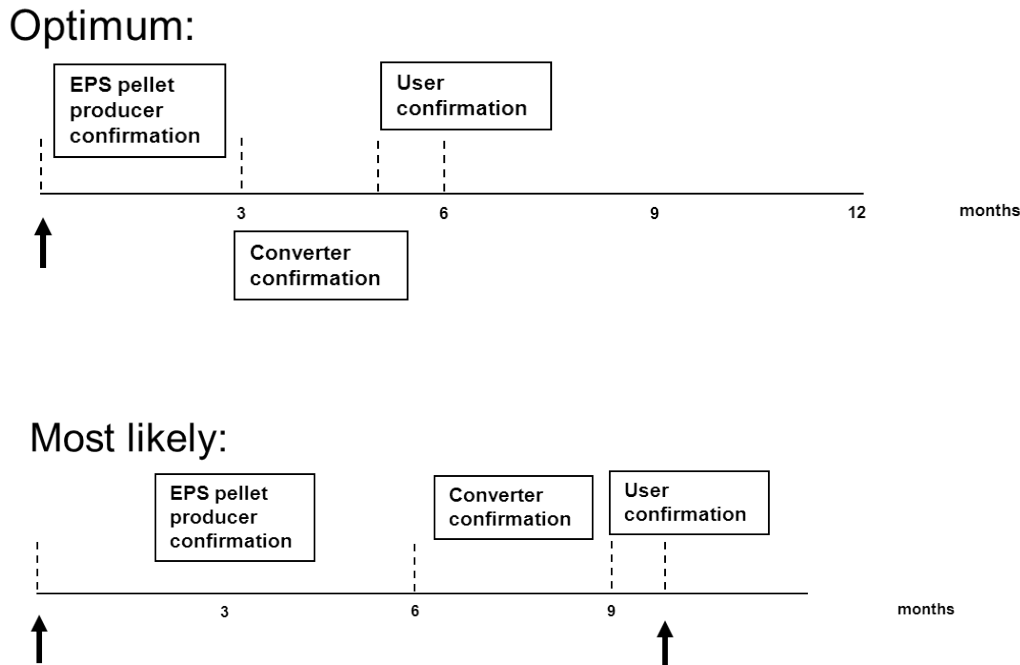 Optimum:
EPS pellet
producer
confirmation
User
confirmation
3
6
9
12
months
Converter
confirmation
Most likely:
EPS pellet
producer
confirmation
Converter
confirmation
User
confirmation
3
6
9
months